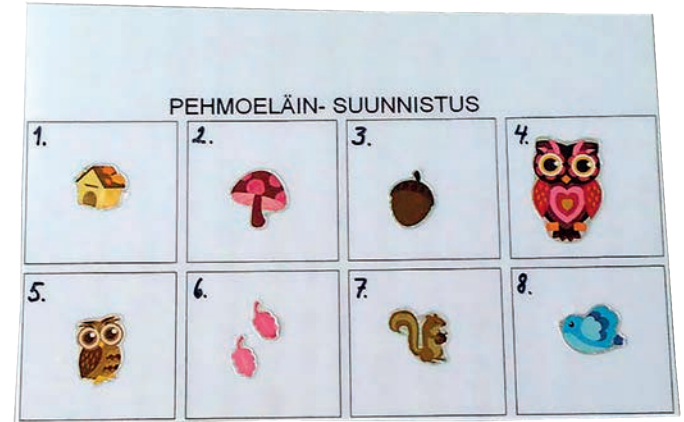 PEHMOELÄIN- SUUNNISTUS
1. 2. 3. 4.
5. 6. 7. 8.